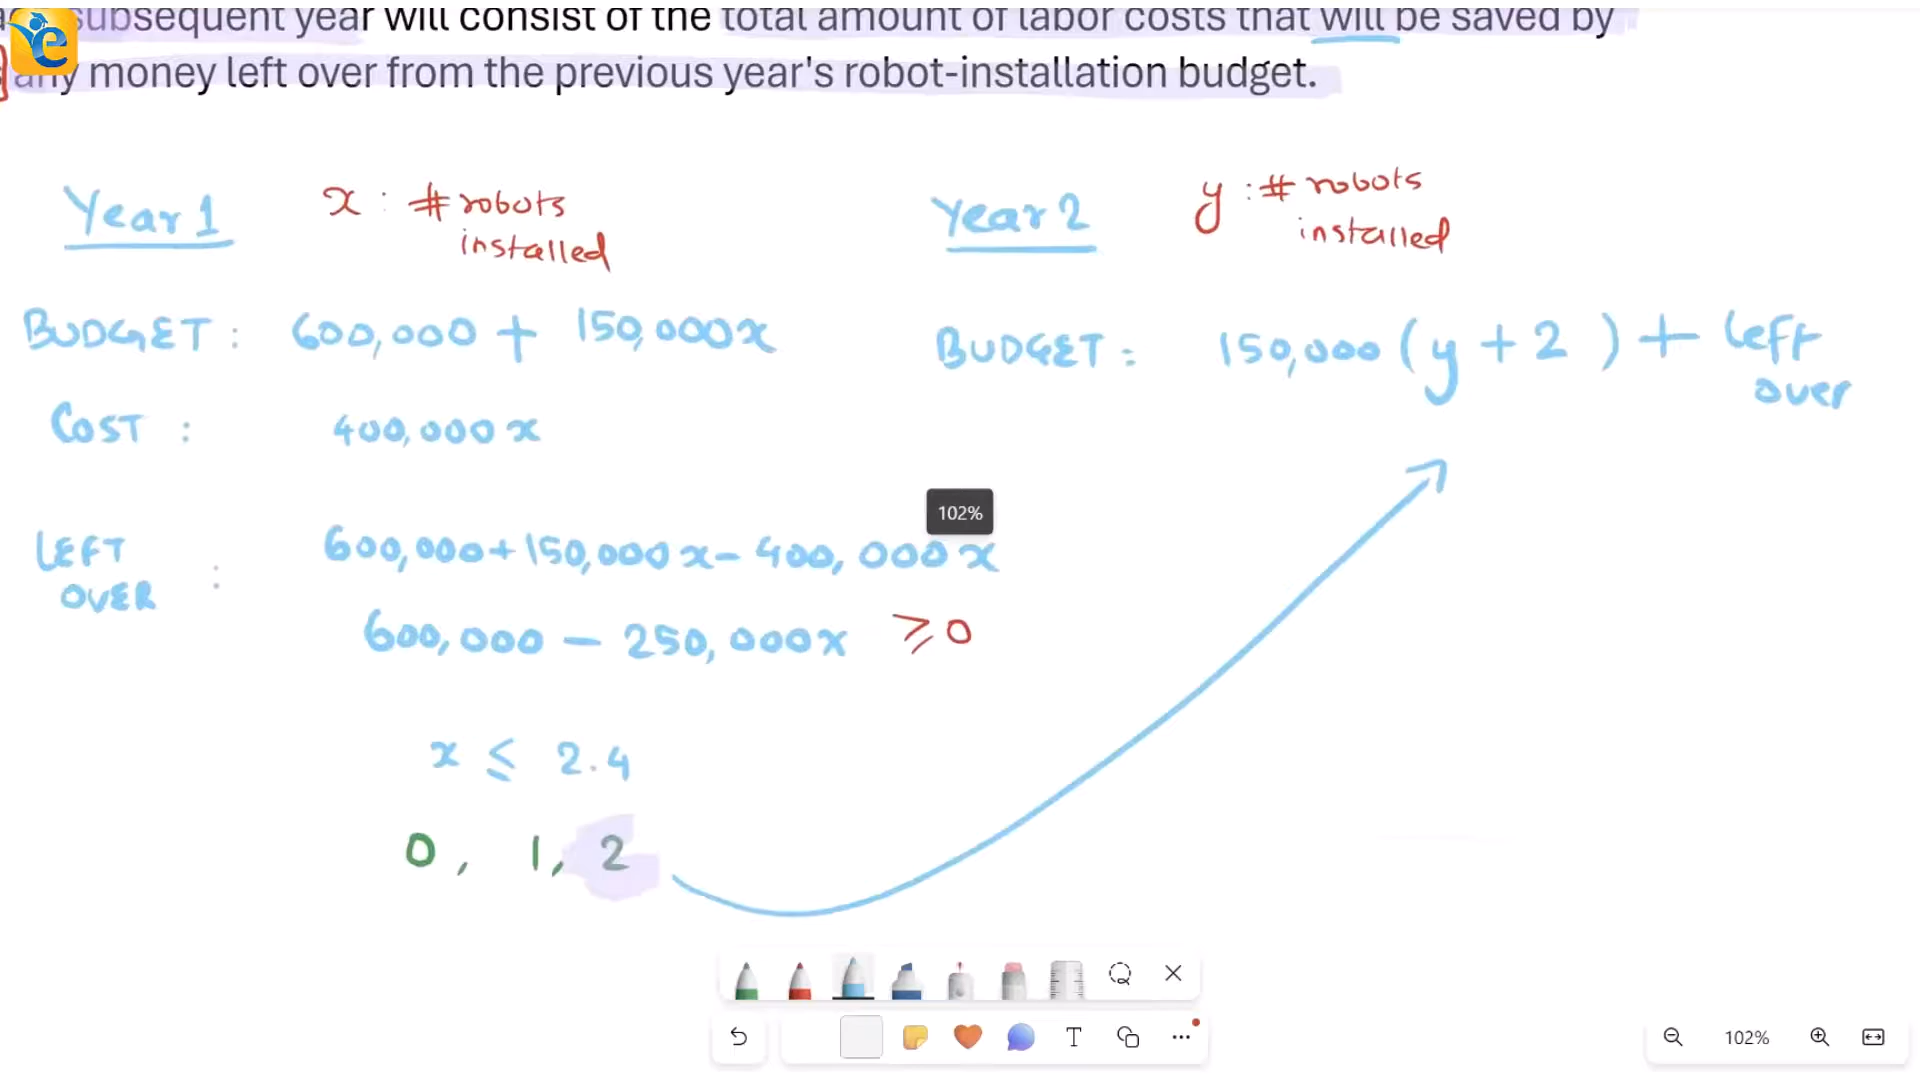 subsequent year will consist of the total amount of labor costs that will be saved by
any money left over from the previous year's robot-installation budget.
Year 1
x : # robots
installed
BUDGET : 600,000 + 150,000x
COST : 400,000x
LEFT
OVER : 600,000+150,000x-400,000x
600,000 - 250,000x ≥0
x ≤ 2.4
0, 1, 2
Year 2
y : # robots
installed
BUDGET : 150,000 (y+2) + left
over
102%
T
102%